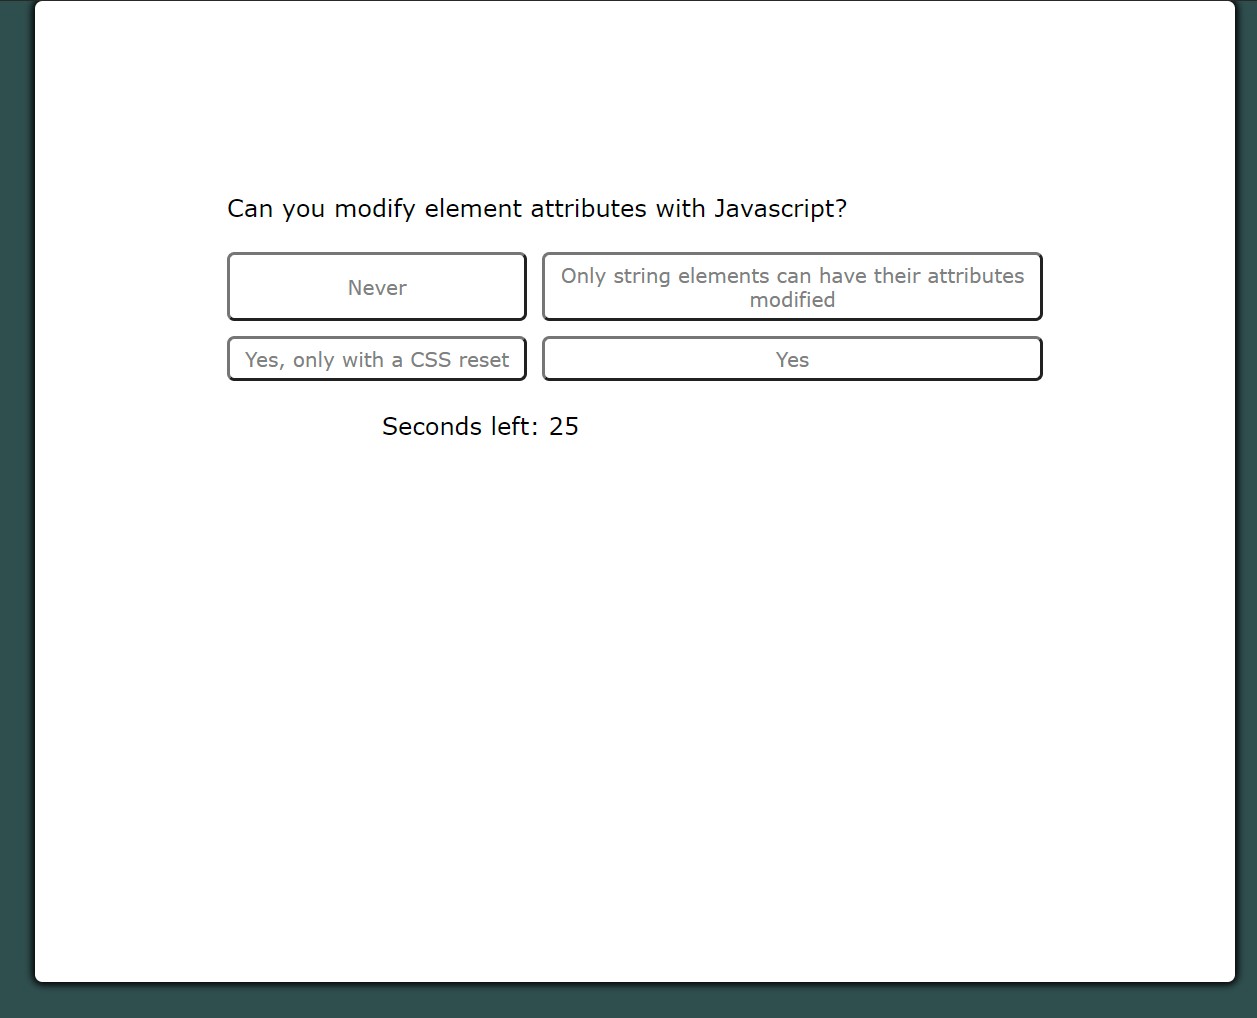 Can you modify element attributes with Javascript?
Never
Only string elements can have their attributes
modified
Yes, only with a CSS reset
Yes
Seconds left: 25